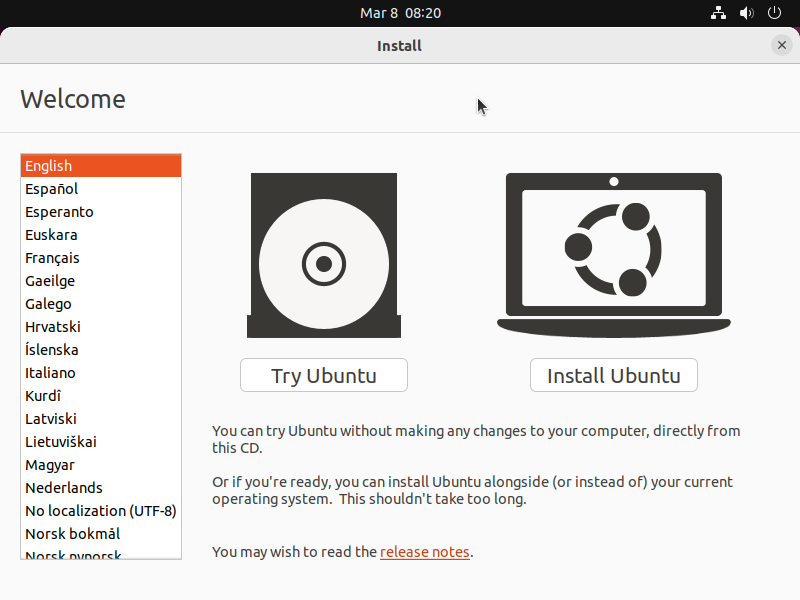 Mar 8 08:20
Install
Welcome
English
Español
Esperanto
Euskara
Français
Gaeilge
Galego
Hrvatski
Íslenska
Italiano
Kurdî
Latviski
Lietuviškai
Magyar
Nederlands
No localization (UTF-8)
Norsk bokmål
Norsk nynorsk
Try Ubuntu
Install Ubuntu
You can try Ubuntu without making any changes to your computer, directly from
this CD.
Or if you're ready, you can install Ubuntu alongside (or instead of) your current
operating system. This shouldn't take too long.
You may wish to read the release notes.